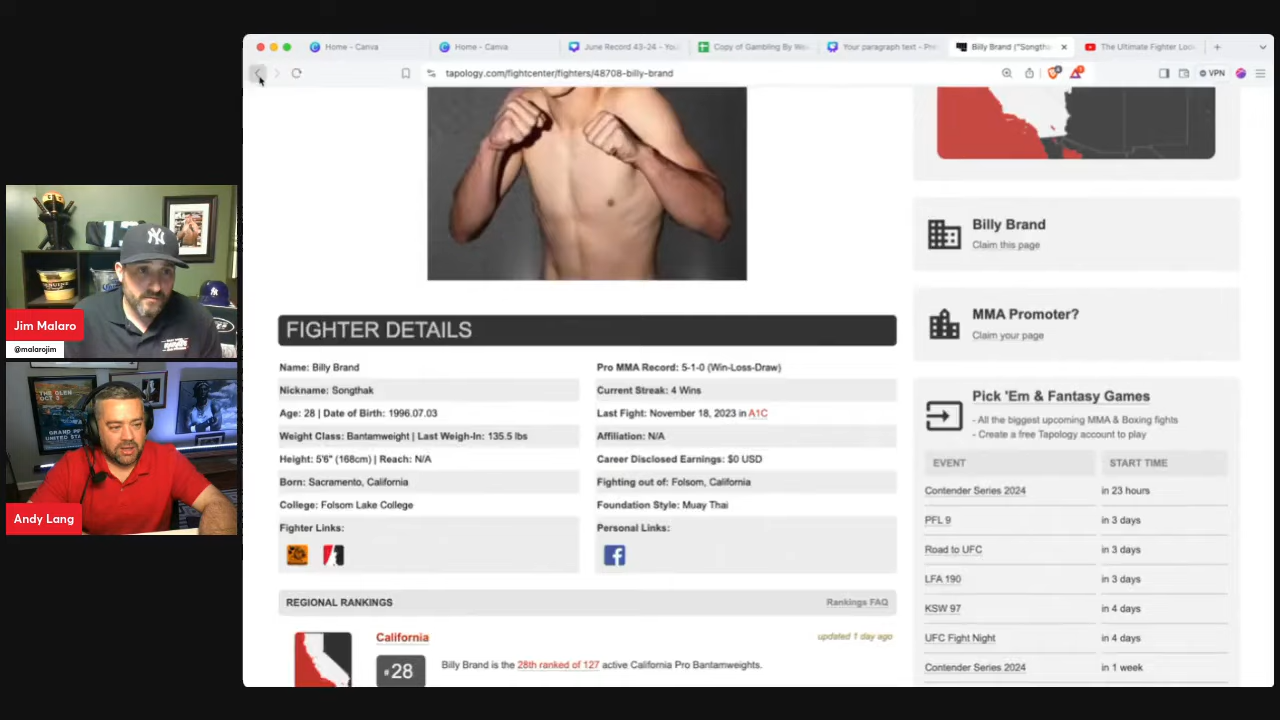 Home - Canva
Home - Canva
June Record 43-24 - You
Copy of Gambling By We
Your paragraph text - Pre
Billy Brand ("Songtha
The Ultimate Fighter Loc
tapology.com/fightcenter/fighters/48708-billy-brand
VPN
Billy Brand
Claim this page
MMA Promoter?
Claim your page
Pick 'Em & Fantasy Games
- All the biggest upcoming MMA & Boxing fights
- Create a free Tapology account to play
EVENT START TIME
Contender Series 2024 in 23 hours
PFL 9 in 3 days
Road to UFC in 3 days
LFA 190 in 3 days
KSW 97 in 4 days
UFC Fight Night in 4 days
Contender Series 2024 in 1 week
FIGHTER DETAILS
Name: Billy Brand
Pro MMA Record: 5-1-0 (Win-Loss-Draw)
Nickname: Songthak
Current Streak: 4 Wins
Age: 28 | Date of Birth: 1996.07.03
Last Fight: November 18, 2023 in A1C
Weight Class: Bantamweight | Last Weigh-In: 135.5 lbs
Affiliation: N/A
Height: 5'6" (168cm) | Reach: N/A
Career Disclosed Earnings: $0 USD
Born: Sacramento, California
Fighting out of: Folsom, California
College: Folsom Lake College
Foundation Style: Muay Thai
Fighter Links:
Personal Links:
REGIONAL RANKINGS
Rankings FAQ
California
updated 1 day ago
#28
Billy Brand is the 28th ranked of 127 active California Pro Bantamweights.
Jim Malaro
@malarojim
THE GLEN
OCT 5
GRAND PRIX
UNITED STA
Andy Lang